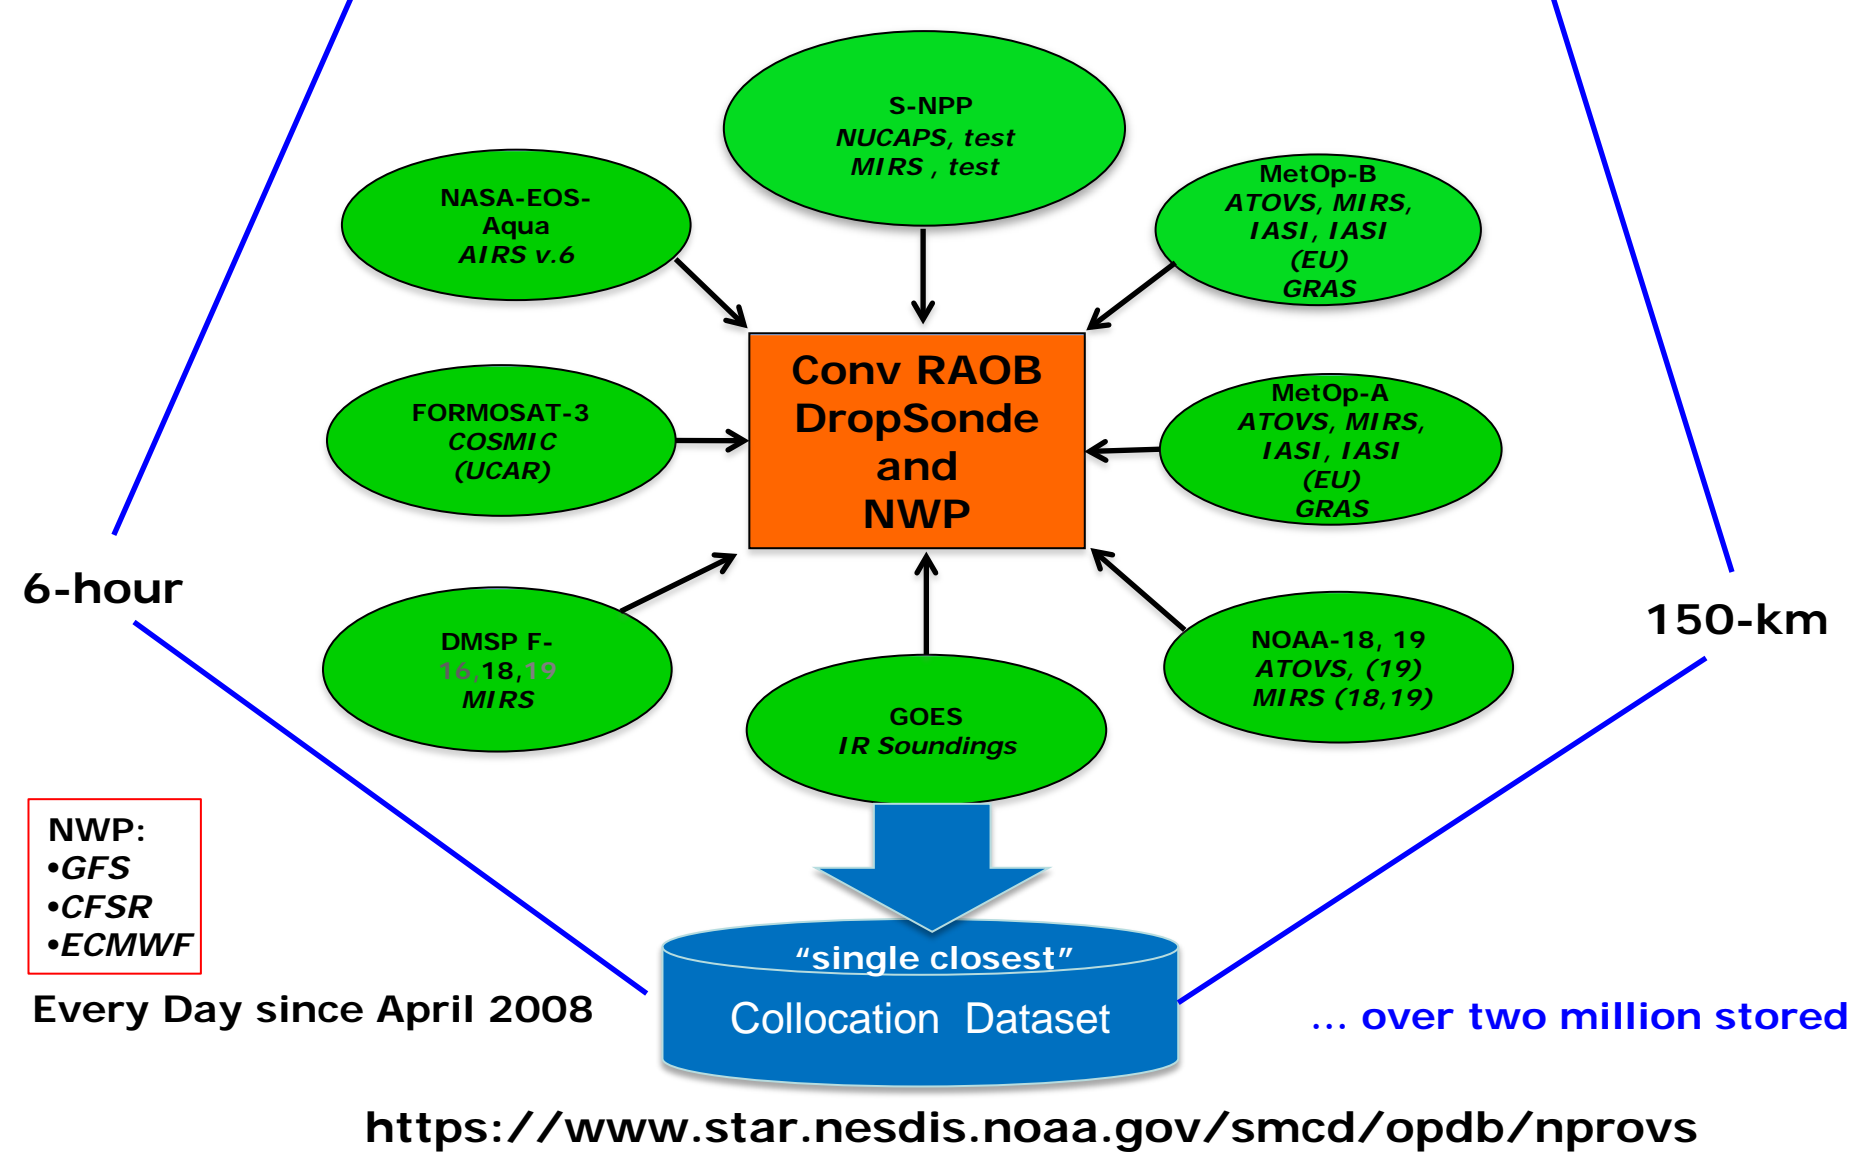 S-NPP
NUCAPS, test
MIRS , test
NASA-EOS-
Aqua
AIRS v.6
MetOp-B
ATOVS, MIRS,
IASI, IASI
(EU)
GRAS
FORMOSAT-3
COSMIC
(UCAR)
Conv RAOB
DropSonde
and
NWP
MetOp-A
ATOVS, MIRS,
IASI, IASI
(EU)
GRAS
6-hour
150-km
DMSP F-
16,18,19
MIRS
GOES
IR Soundings
NOAA-18, 19
ATOVS, (19)
MIRS (18,19)
NWP:
•GFS
•CFSR
•ECMWF
Every Day since April 2008
“single closest”
Collocation Dataset
... over two million stored
https://www.star.nesdis.noaa.gov/smcd/opdb/nprovs